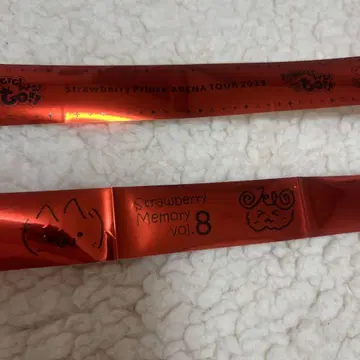 Strawberry Prince ARENA TOUR 2023
Strawberry
Memory
vol.8